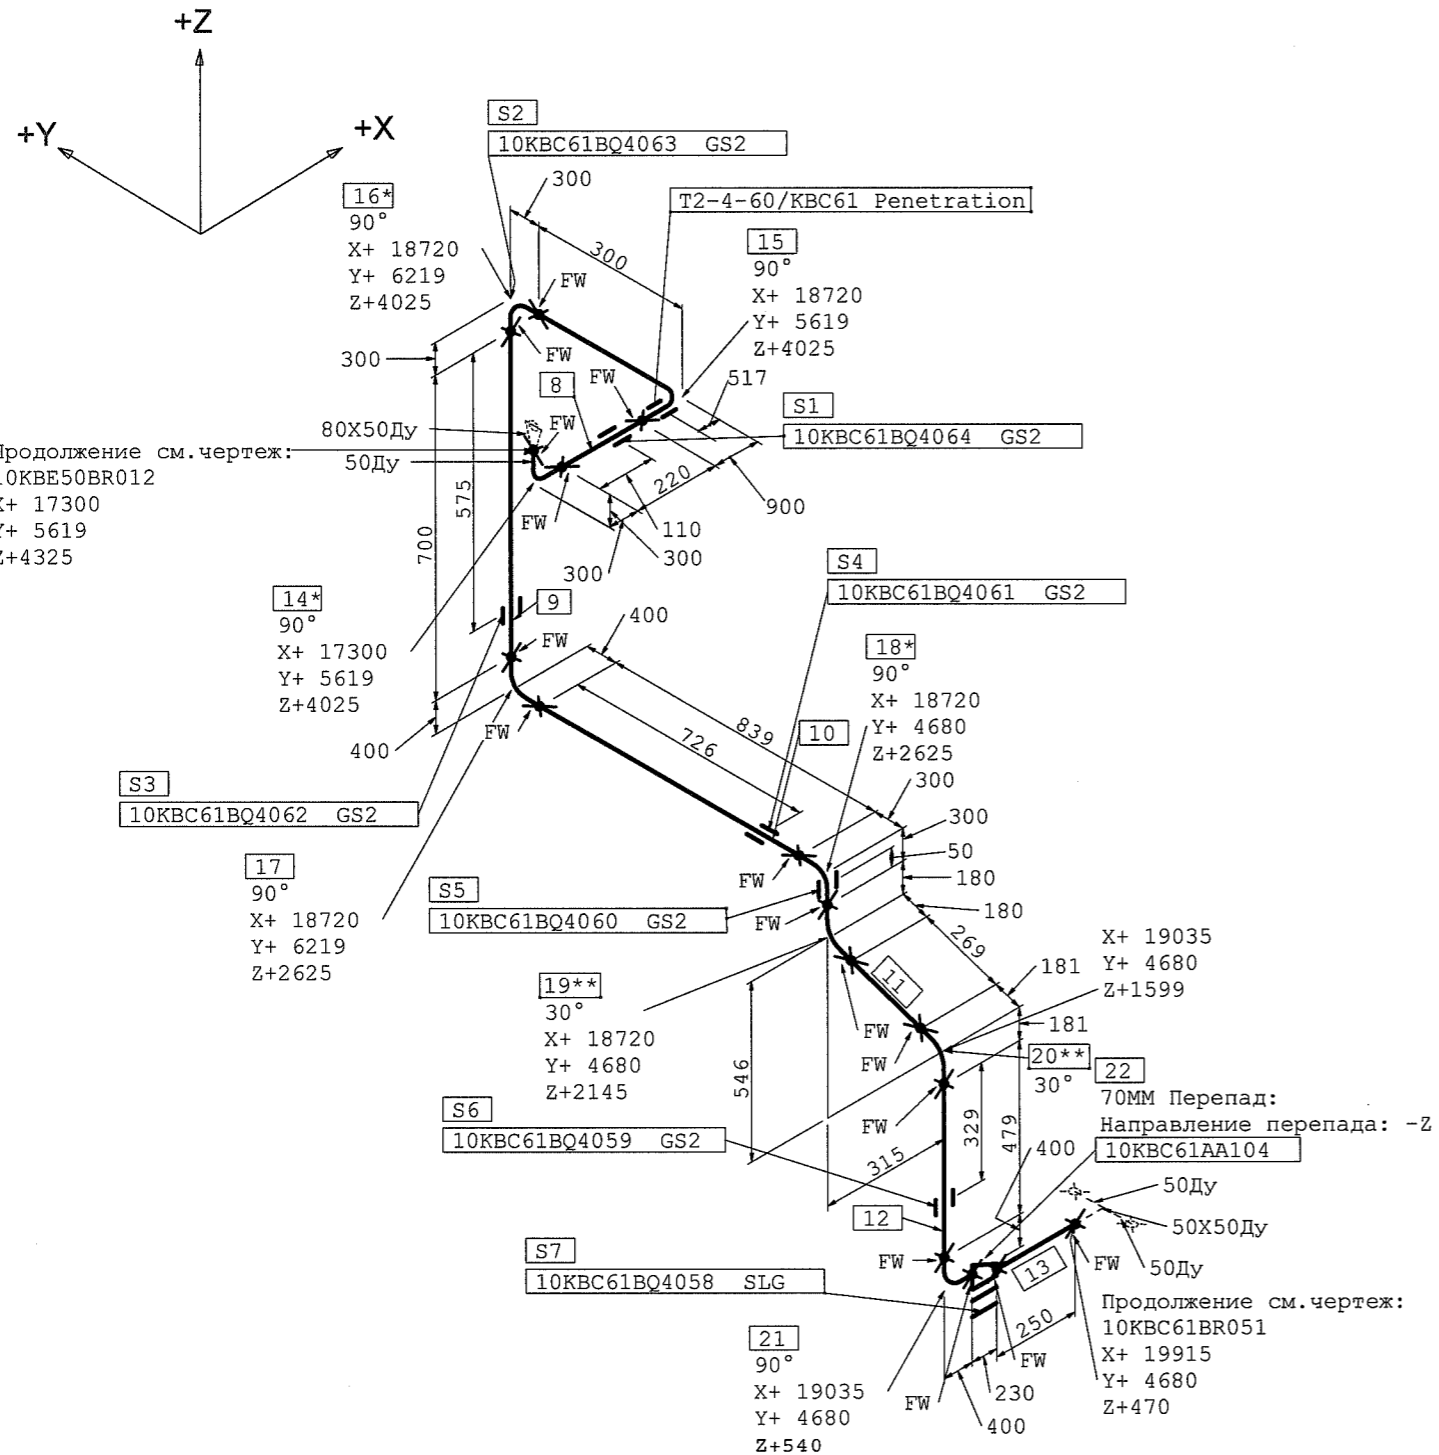 +Z
+Y
+X
S2
10KBC61BQ4063 GS2
300
16*
90°
X+ 18720
Y+ 6219
Z+4025
T2-4-60/KBC61 Penetration
300
15
90°
X+ 18720
Y+ 5619
Z+4025
FW
FW
300
8
FW
517
S1
10KBC61BQ4064 GS2
80X50Ду
FW
50Ду
Продолжение см.чертеж:
10KBE50BR012
X+ 17300
Y+ 5619
Z+4325
575
700
220
900
FW
110
300
300
S4
10KBC61BQ4061 GS2
14*
90°
X+ 17300
Y+ 5619
Z+4025
9
400
FW
18*
90°
X+ 18720
Y+ 4680
Z+2625
FW
839
726
10
400
S3
10KBC61BQ4062 GS2
300
300
50
180
180
17
90°
X+ 18720
Y+ 6219
Z+2625
S5
10KBC61BQ4060 GS2
FW
FW
269
181
X+ 19035
Y+ 4680
Z+1599
11
19**
30°
X+ 18720
Y+ 4680
Z+2145
FW
FW
181
20**
30°
546
329
479
FW
315
22
70ММ Перепад:
Направление перепада: -Z
10KBC61AA104
400
S6
10KBC61BQ4059 GS2
12
50Ду
50X50Ду
50Ду
S7
10KBC61BQ4058 SLG
FW
13
FW
250
Продолжение см.чертеж:
10KBC61BR051
X+ 19915
Y+ 4680
Z+470
FW
21
90°
X+ 19035
Y+ 4680
Z+540
FW
230
400